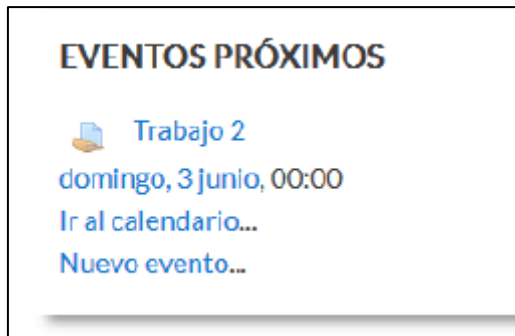 EVENTOS PRÓXIMOS
Trabajo 2
domingo, 3 junio, 00:00
Ir al calendario...
Nuevo evento...